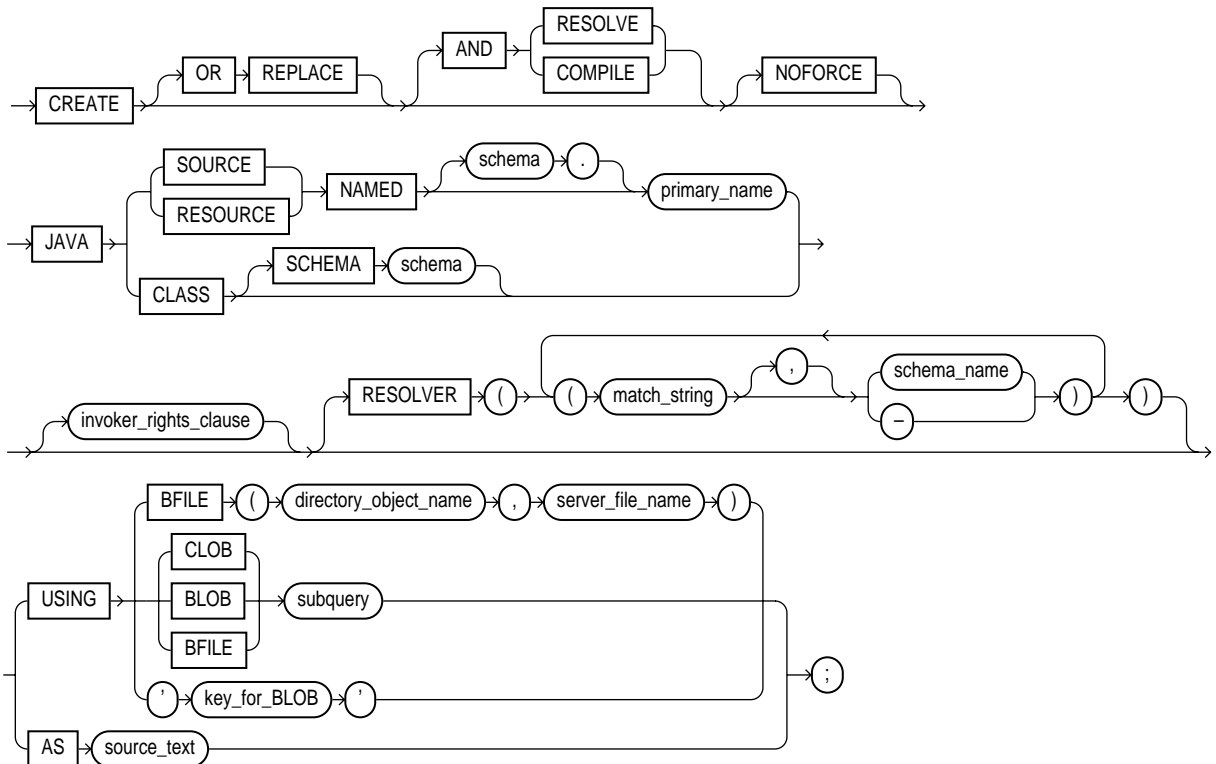 OR REPLACE AND RESOLVE
COMPILE
CREATE NOFORCE
SOURCE
RESOURCE
NAMED schema . primary_name
JAVA
CLASS SCHEMA schema
invoker_rights_clause
RESOLVER ( ( match_string , schema_name
– ) )
USING
BFILE ( directory_object_name , server_file_name )
CLOB
BLOB
BFILE
subquery
' key_for_BLOB '
AS source_text
;